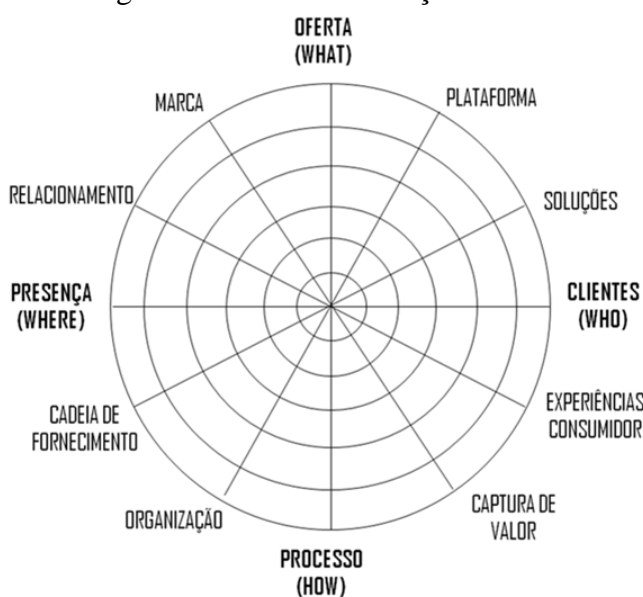 OFERTA
(WHAT)
MARCA
PLATAFORMA
RELACIONAMENTO
SOLUÇÕES
PRESENÇA
(WHERE)
CLIENTES
(WHO)
CADEIA DE
FORNECIMENTO
EXPERIÊNCIAS
CONSUMIDOR
ORGANIZAÇÃO
CAPTURA DE
VALOR
PROCESSO
(HOW)